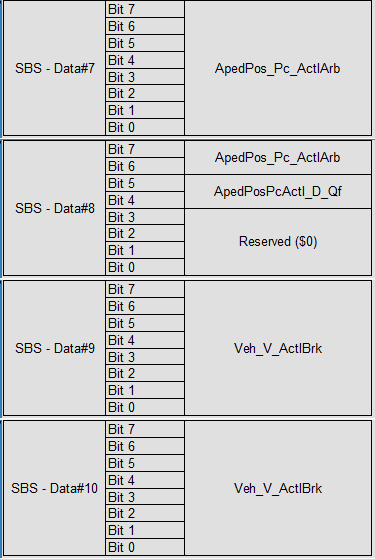 SBS - Data#7
Bit 7
Bit 6
Bit 5
Bit 4
Bit 3
Bit 2
Bit 1
Bit 0
ApedPos_Pc_ActlArb
SBS - Data#8
Bit 7
Bit 6
Bit 5
Bit 4
Bit 3
Bit 2
Bit 1
Bit 0
ApedPos_Pc_ActlArb
ApedPosPcActl_D_Qf
Reserved ($0)
SBS - Data#9
Bit 7
Bit 6
Bit 5
Bit 4
Bit 3
Bit 2
Bit 1
Bit 0
Veh_V_ActlBrk
SBS - Data#10
Bit 7
Bit 6
Bit 5
Bit 4
Bit 3
Bit 2
Bit 1
Bit 0
Veh_V_ActlBrk